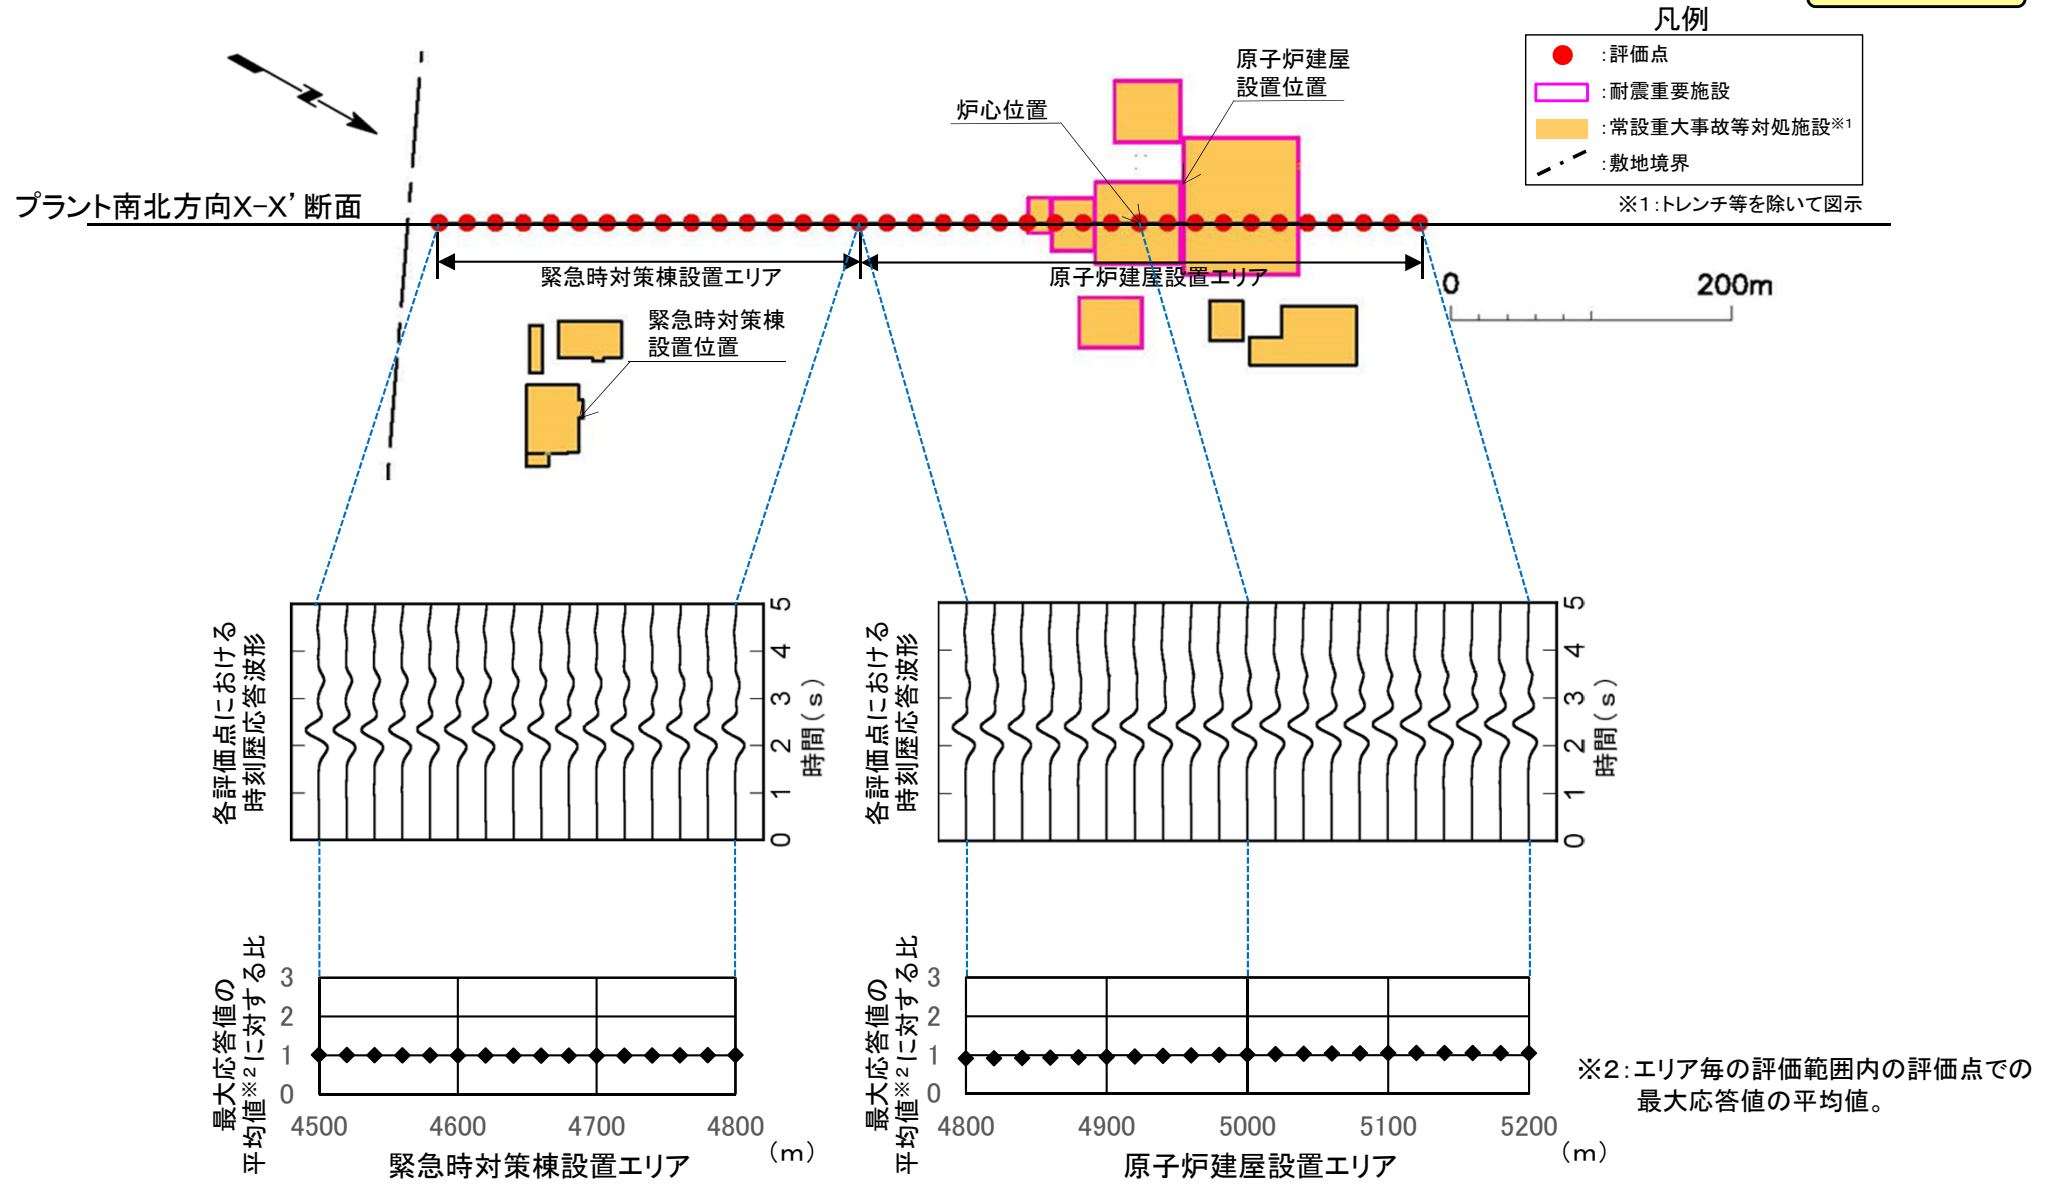 凡例
:評価点
:耐震重要施設
:常設重大事故等対処施設※1
:敷地境界
※1:トレンチ等を除いて図示
原子炉建屋
設置位置
炉心位置
プラント南北方向X-X’断面
緊急時対策棟設置エリア
原子炉建屋設置エリア
0
200m
緊急時対策棟
設置位置
各評価点における
時刻歴応答波形
5
4
3
2
1
0
時間(s)
各評価点における
時刻歴応答波形
5
4
3
2
1
0
時間(s)
最大応答値の
平均値※2に対する比
3
2
1
0
4500 4600 4700 4800
(m)
緊急時対策棟設置エリア
最大応答値の
平均値※2に対する比
3
2
1
0
4800 4900 5000 5100 5200
(m)
原子炉建屋設置エリア
※2:エリア毎の評価範囲内の評価点での
最大応答値の平均値。